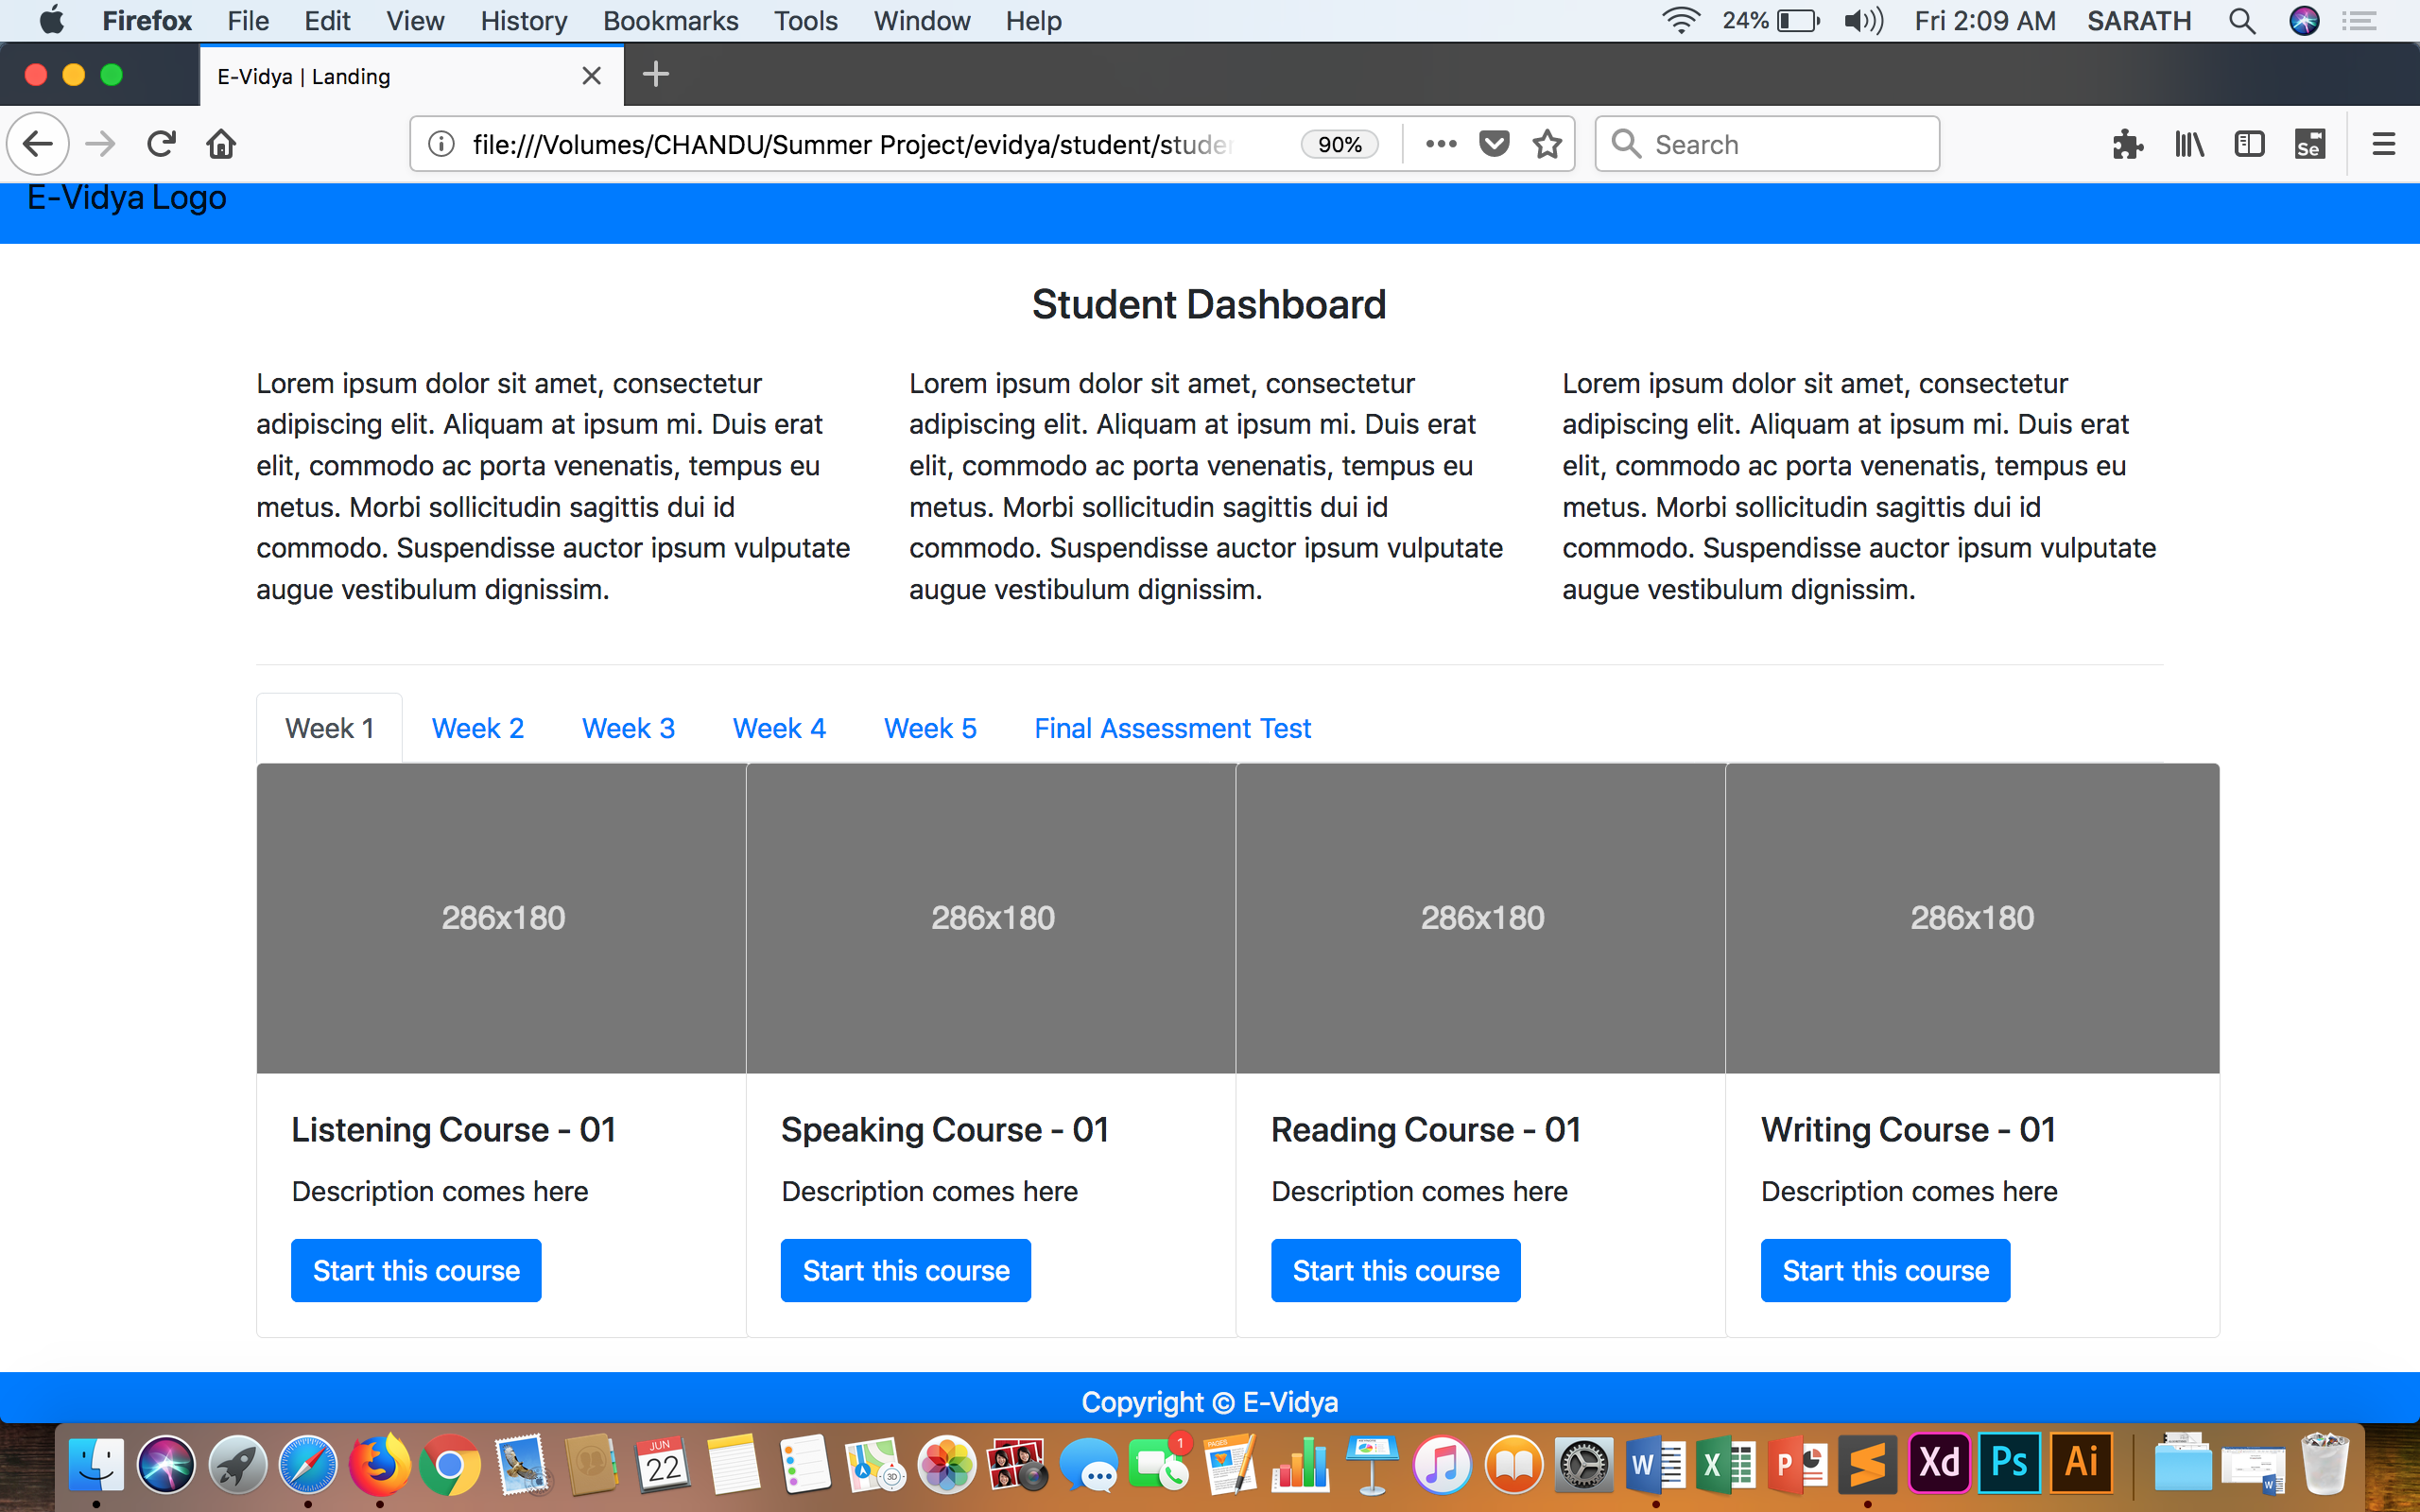 Firefox File Edit View History Bookmarks Tools Window Help 24% Fri 2:09 AM SARATH
E-Vidya | Landing
file:///Volumes/CHANDU/Summer Project/evidya/student/studen 90% Search Se
E-Vidya Logo
Student Dashboard
Lorem ipsum dolor sit amet, consectetur
adipiscing elit. Aliquam at ipsum mi. Duis erat
elit, commodo ac porta venenatis, tempus eu
metus. Morbi sollicitudin sagittis dui id
commodo. Suspendisse auctor ipsum vulputate
augue vestibulum dignissim.
Lorem ipsum dolor sit amet, consectetur
adipiscing elit. Aliquam at ipsum mi. Duis erat
elit, commodo ac porta venenatis, tempus eu
metus. Morbi sollicitudin sagittis dui id
commodo. Suspendisse auctor ipsum vulputate
augue vestibulum dignissim.
Lorem ipsum dolor sit amet, consectetur
adipiscing elit. Aliquam at ipsum mi. Duis erat
elit, commodo ac porta venenatis, tempus eu
metus. Morbi sollicitudin sagittis dui id
commodo. Suspendisse auctor ipsum vulputate
augue vestibulum dignissim.
Week 1 Week 2 Week 3 Week 4 Week 5 Final Assessment Test
286x180 286x180 286x180 286x180
Listening Course - 01
Description comes here
Start this course
Speaking Course - 01
Description comes here
Start this course
Reading Course - 01
Description comes here
Start this course
Writing Course - 01
Description comes here
Start this course
Copyright © E-Vidya
JUN
22
3D
1
PAGES
W
X
P
Xd
Ps
Ai
W